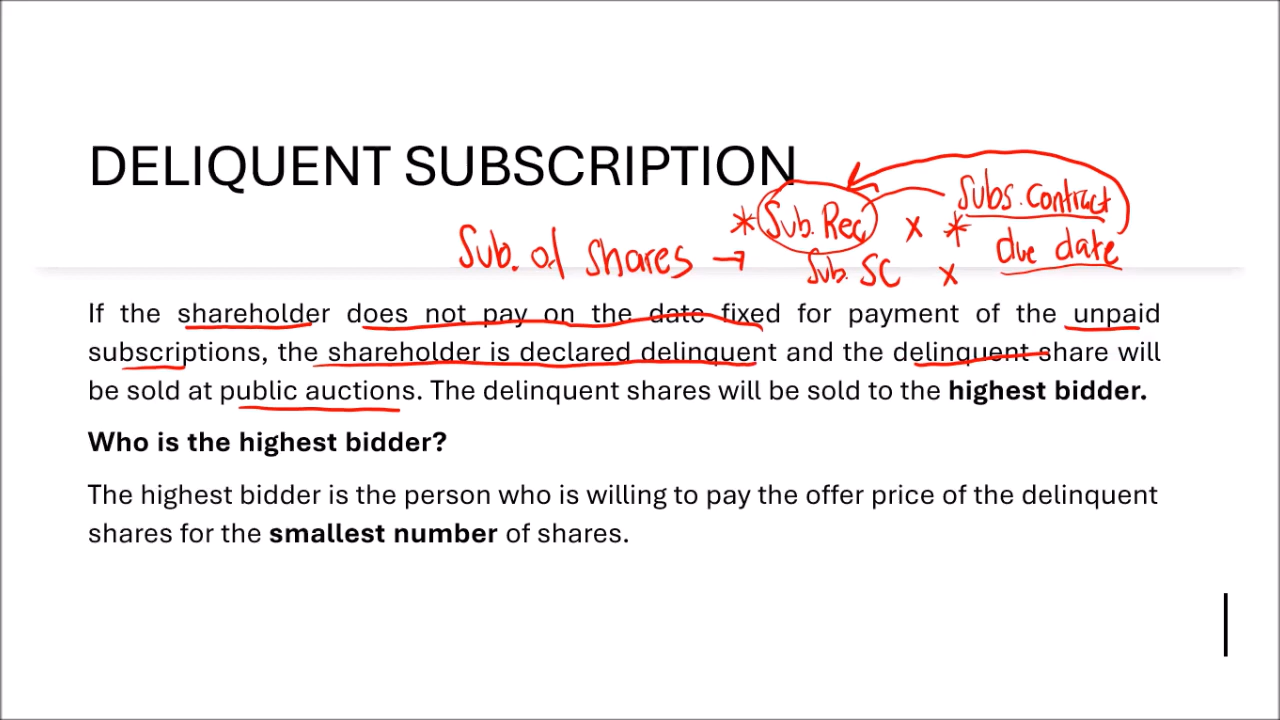 DELIQUENT SUBSCRIPTION
*Sub. Rec x * Subs. Contract
Sub. of shares → Sub. SC x due date
If the shareholder does not pay on the date fixed for payment of the unpaid
subscriptions, the shareholder is declared delinquent and the delinquent share will
be sold at public auctions. The delinquent shares will be sold to the highest bidder.
Who is the highest bidder?
The highest bidder is the person who is willing to pay the offer price of the delinquent
shares for the smallest number of shares.